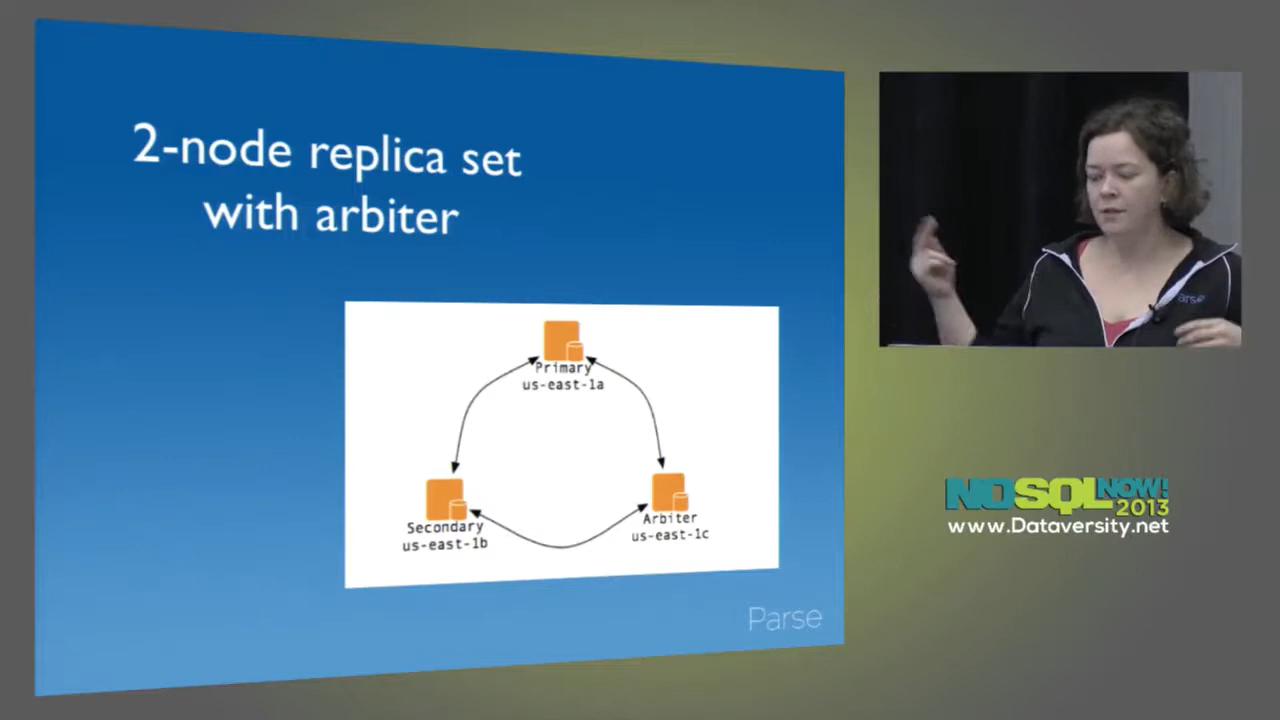 2-node replica set
with arbiter
Primary
us-east-1a
Secondary
us-east-1b
Arbiter
us-east-1c
Parse
Parse
NOSQL NOW!
2013
www.Dataversity.net